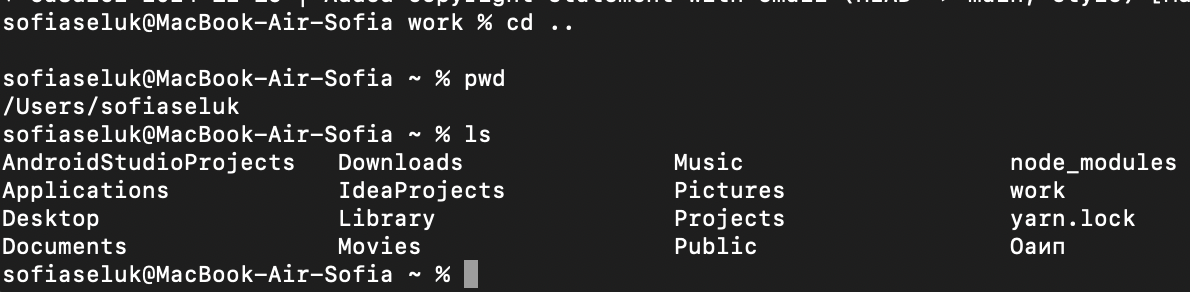 sofiaseluk@MacBook-Air-Sofia work % cd ..
sofiaseluk@MacBook-Air-Sofia ~ % pwd
/Users/sofiaseluk
sofiaseluk@MacBook-Air-Sofia ~ % ls
AndroidStudioProjects Downloads Music node_modules
Applications IdeaProjects Pictures work
Desktop Library Projects yarn.lock
Documents Movies Public Оаип
sofiaseluk@MacBook-Air-Sofia ~ %